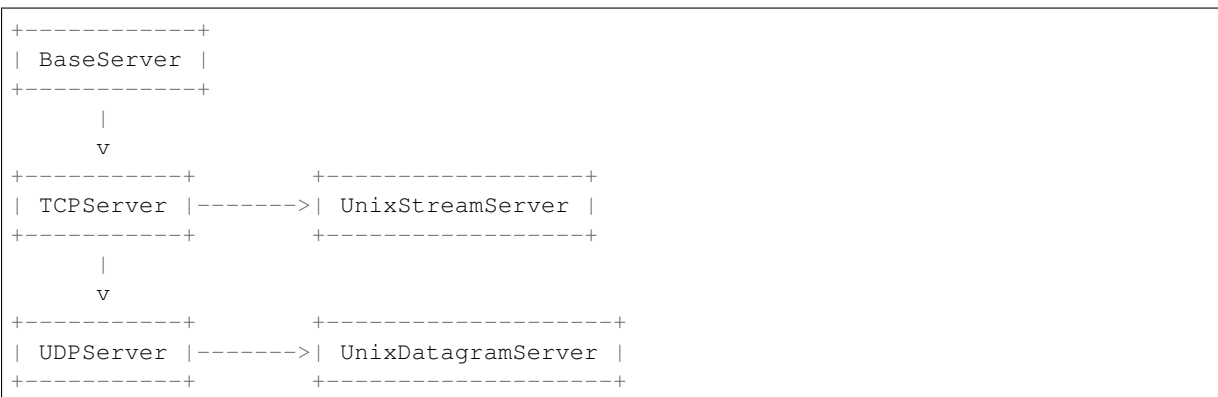 +------------+
| BaseServer |
+------------+
      |
      v
+-----------+        +------------------+
| TCPServer |------->| UnixStreamServer |
+-----------+        +------------------+
      |
      v
+-----------+        +--------------------+
| UDPServer |------->| UnixDatagramServer |
+-----------+        +--------------------+